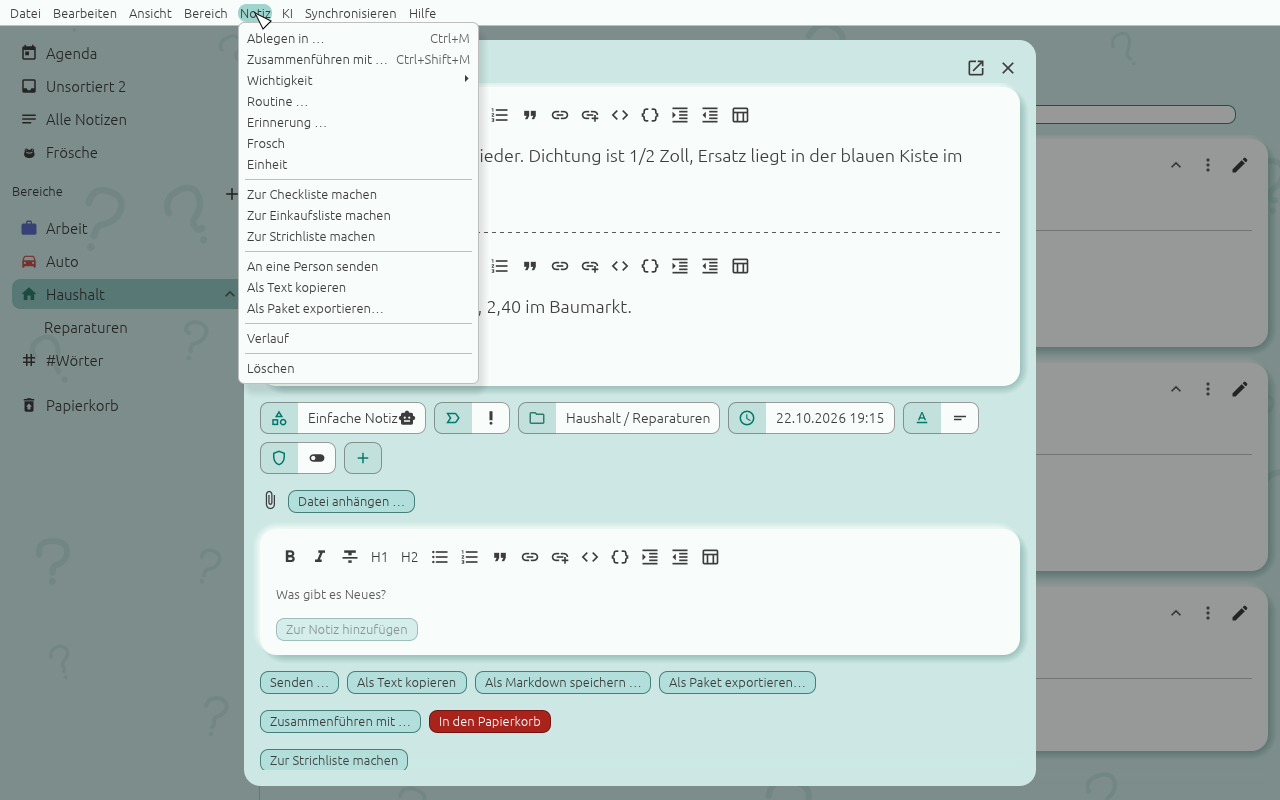 Datei Bearbeiten Ansicht Bereich Notiz KI Synchronisieren Hilfe
Agenda
Unsortiert 2
Alle Notizen
Frösche
Bereiche
Arbeit
Auto
Haushalt
Reparaturen
#Wörter
Papierkorb
Ablegen in … Ctrl+M
Zusammenführen mit … Ctrl+Shift+M
Wichtigkeit
Routine …
Erinnerung …
Frosch
Einheit
Zur Checkliste machen
Zur Einkaufsliste machen
Zur Strichliste machen
An eine Person senden
Als Text kopieren
Als Paket exportieren…
Verlauf
Löschen
ieder. Dichtung ist 1/2 Zoll, Ersatz liegt in der blauen Kiste im
, 2,40 im Baumarkt.
Einfache Notiz
Haushalt / Reparaturen
22.10.2026 19:15
Datei anhängen …
H1 H2
Was gibt es Neues?
Zur Notiz hinzufügen
Senden … Als Text kopieren Als Markdown speichern … Als Paket exportieren…
Zusammenführen mit … In den Papierkorb
Zur Strichliste machen